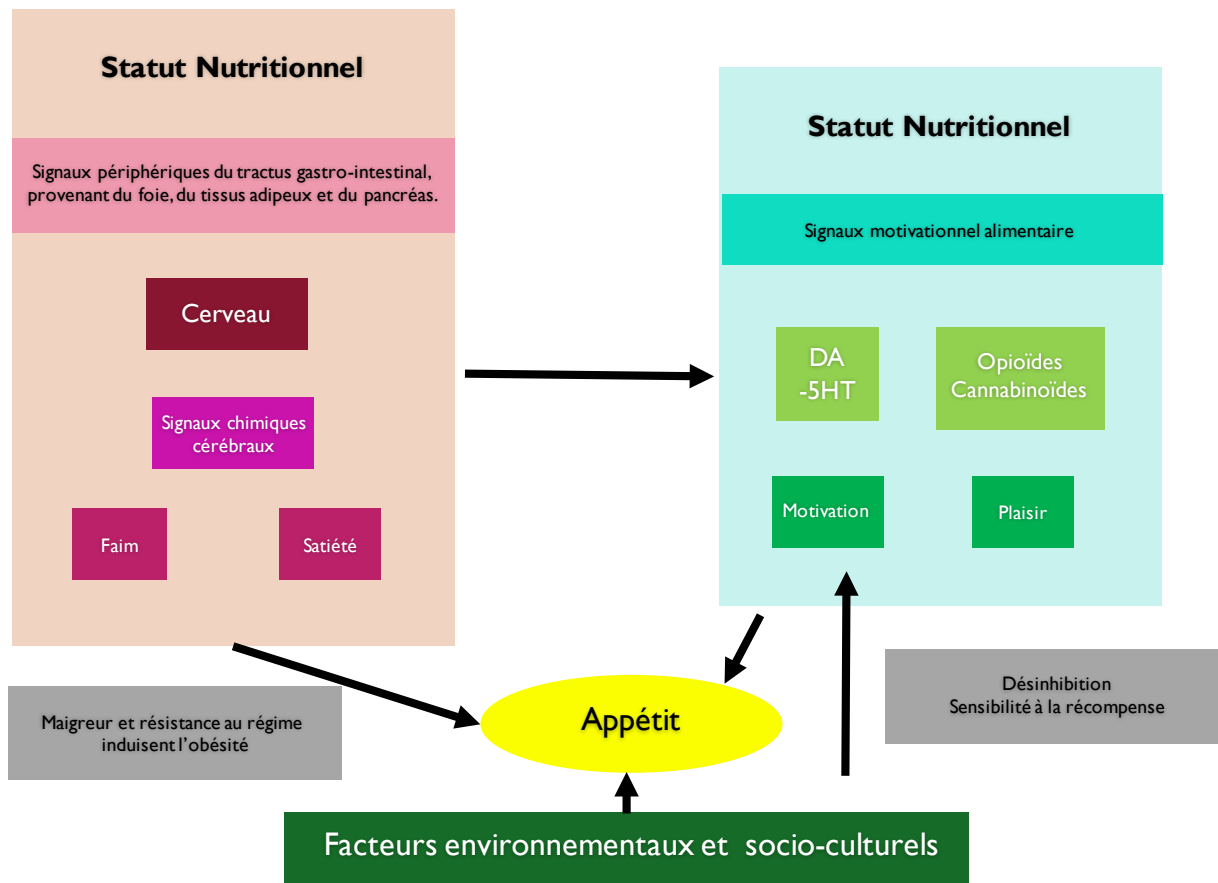 Statut Nutritionnel
Signaux périphériques du tractus gastro-intestinal,
provenant du foie, du tissus adipeux et du pancréas.
Cerveau
Signaux chimiques
cérébraux
Faim
Satiété
Maigreur et résistance au régime
induisent l’obésité
Statut Nutritionnel
Signaux motivationnel alimentaire
DA
-5HT
Opioïdes
Cannabinoïdes
Motivation
Plaisir
Désinhibition
Sensibilité à la récompense
Appétit
Facteurs environnementaux et socio-culturels